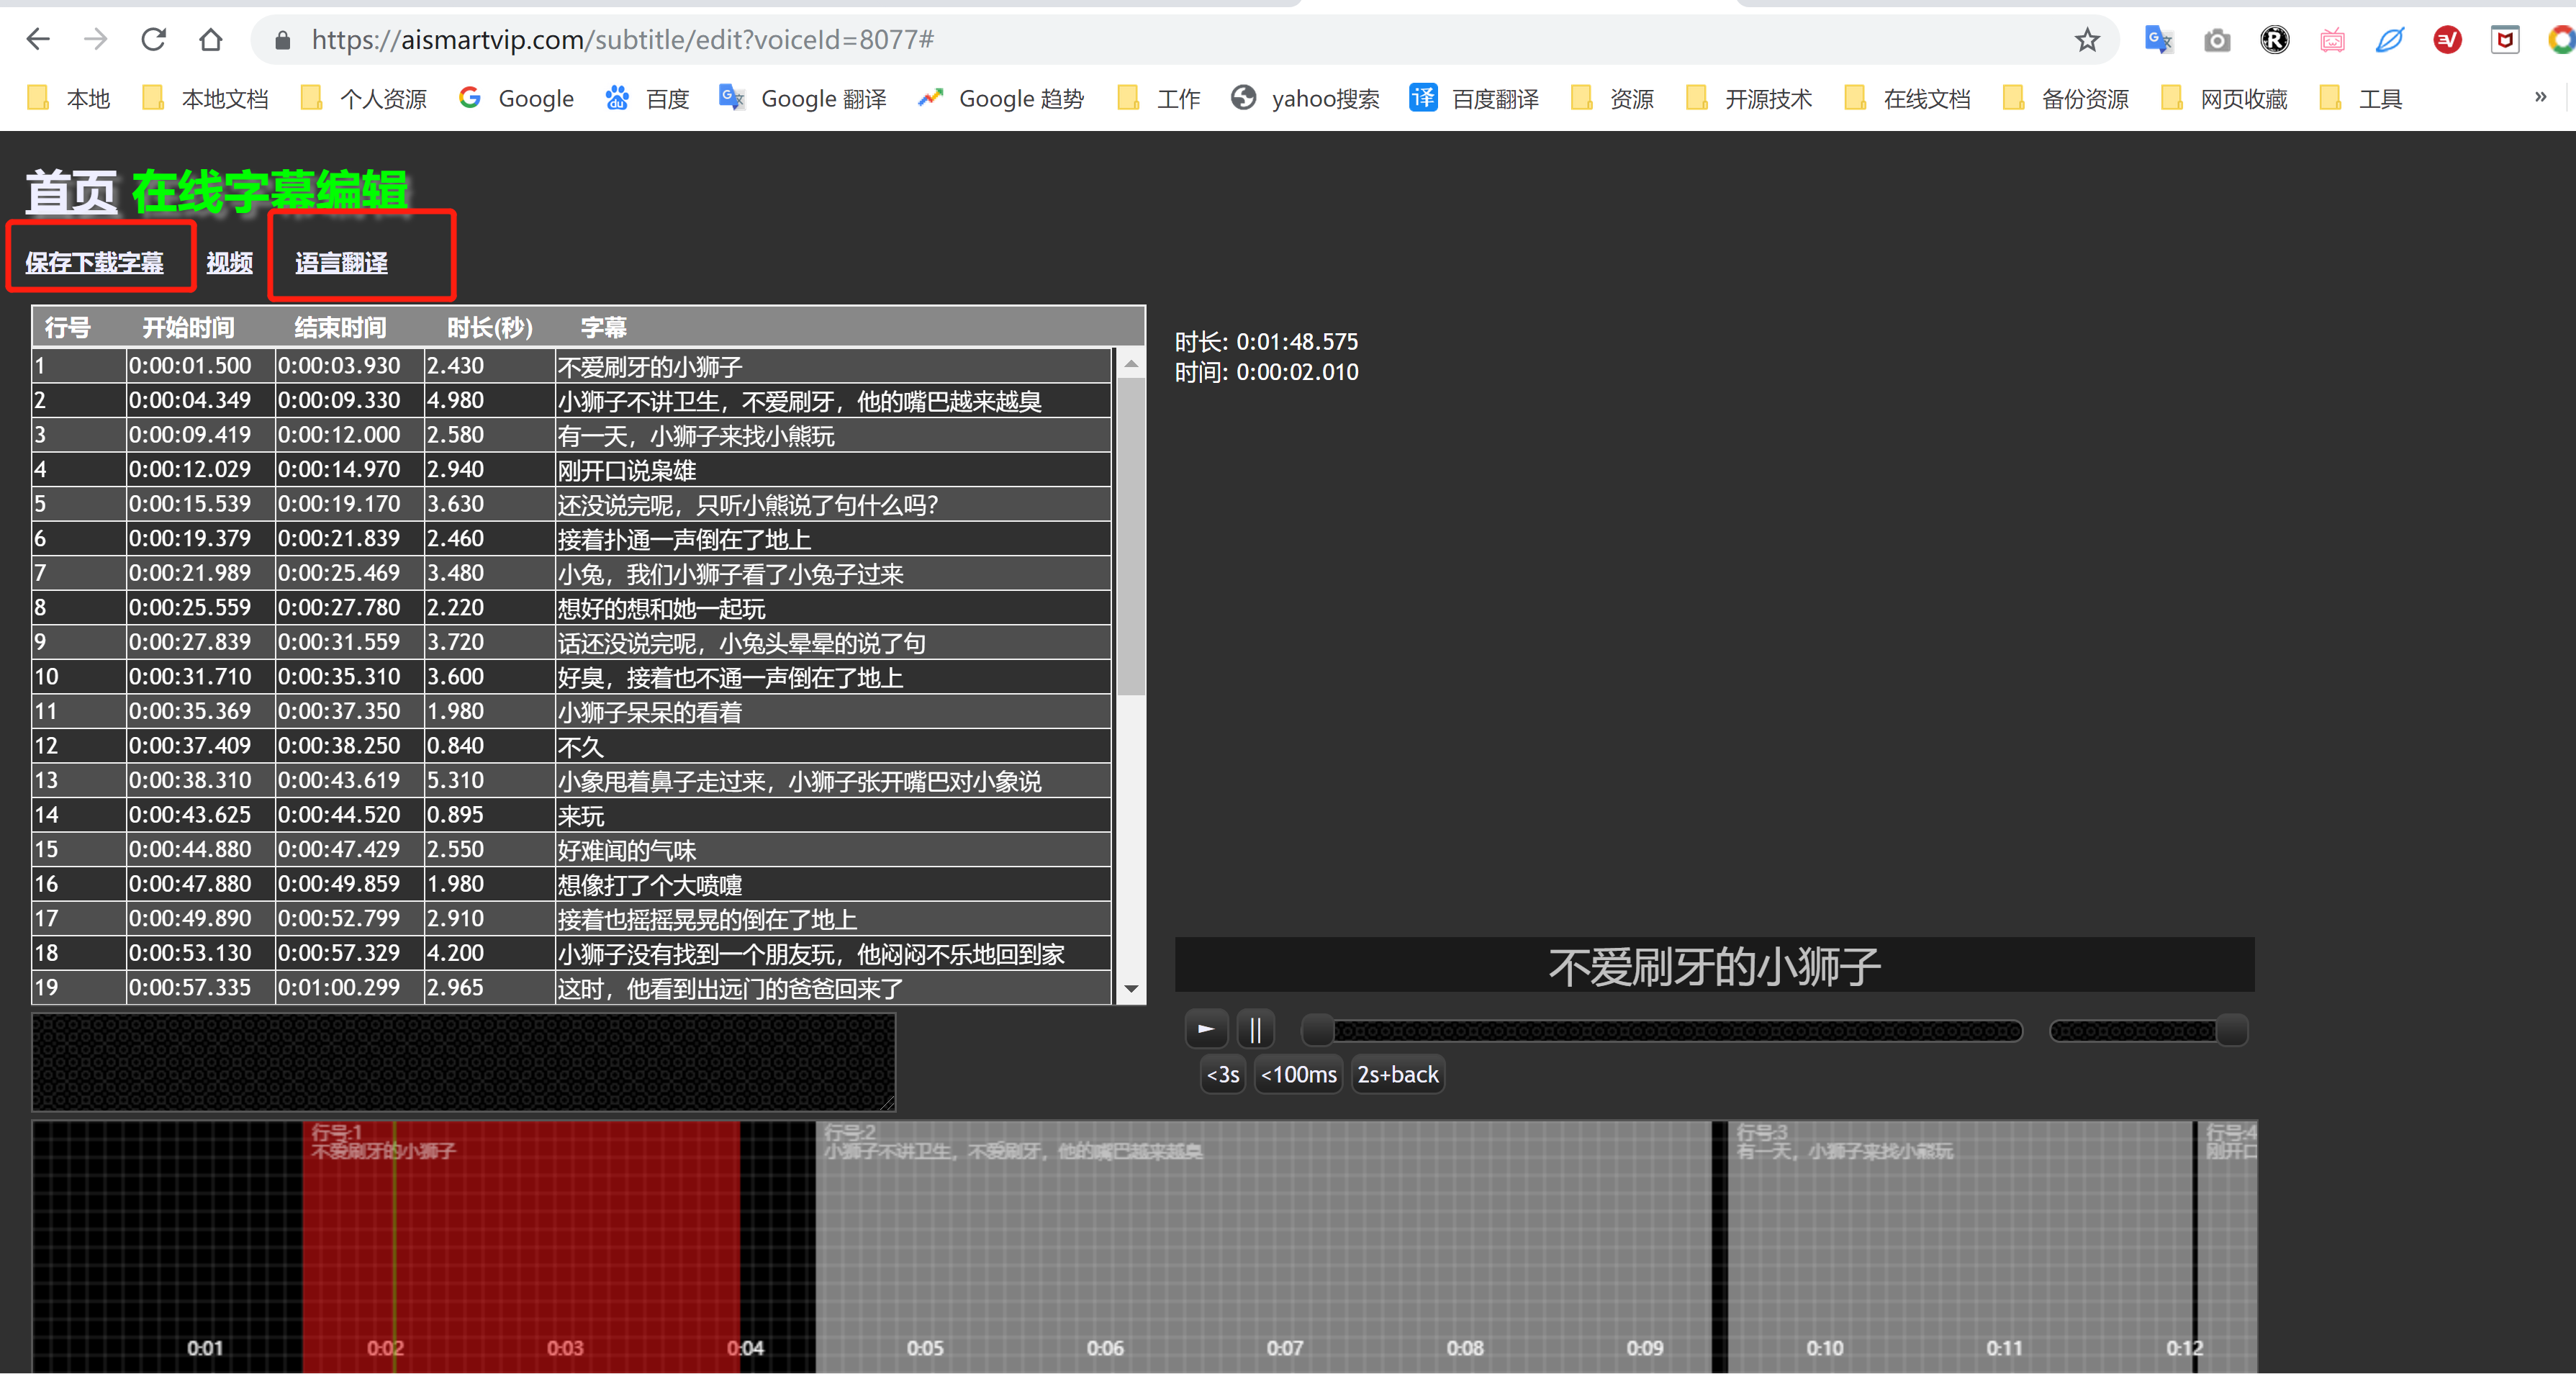 https://aismartvip.com/subtitle/edit?voiceId=8077#
本地 本地文档 个人资源 Google 百度 Google 翻译 Google 趋势 工作 yahoo搜索 译 百度翻译 资源 开源技术 在线文档 备份资源 网页收藏 工具 »
首页 在线字幕编辑
保存下载字幕 视频 语言翻译
行号 开始时间 结束时间 时长(秒) 字幕
1 0:00:01.500 0:00:03.930 2.430 不爱刷牙的小狮子
2 0:00:04.349 0:00:09.330 4.980 小狮子不讲卫生，不爱刷牙，他的嘴巴越来越臭
3 0:00:09.419 0:00:12.000 2.580 有一天，小狮子来找小熊玩
4 0:00:12.029 0:00:14.970 2.940 刚开口说枭雄
5 0:00:15.539 0:00:19.170 3.630 还没说完呢，只听小熊说了句什么吗？
6 0:00:19.379 0:00:21.839 2.460 接着扑通一声倒在了地上
7 0:00:21.989 0:00:25.469 3.480 小兔，我们小狮子看了小兔子过来
8 0:00:25.559 0:00:27.780 2.220 想好的想和她一起玩
9 0:00:27.839 0:00:31.559 3.720 话还没说完呢，小兔头晕晕的说了句
10 0:00:31.710 0:00:35.310 3.600 好臭，接着也不通一声倒在了地上
11 0:00:35.369 0:00:37.350 1.980 小狮子呆呆的看着
12 0:00:37.409 0:00:38.250 0.840 不久
13 0:00:38.310 0:00:43.619 5.310 小象甩着鼻子走过来，小狮子张开嘴巴对小象说
14 0:00:43.625 0:00:44.520 0.895 来玩
15 0:00:44.880 0:00:47.429 2.550 好难闻的气味
16 0:00:47.880 0:00:49.859 1.980 想像打了个大喷嚏
17 0:00:49.890 0:00:52.799 2.910 接着也摇摇晃晃的倒在了地上
18 0:00:53.130 0:00:57.329 4.200 小狮子没有找到一个朋友玩，他闷闷不乐地回到家
19 0:00:57.335 0:01:00.299 2.965 这时，他看到出远门的爸爸回来了
时长: 0:01:48.575
时间: 0:00:02.010
不爱刷牙的小狮子
<3s <100ms 2s+back
行号:1 行号:2 行号:3 行号:4
不爱刷牙的小狮子 小狮子不讲卫生，不爱刷牙，他的嘴巴越来越臭 有一天，小狮子来找小熊玩 刚开口
0:01 0:02 0:03 0:04 0:05 0:06 0:07 0:08 0:09 0:10 0:11 0:12